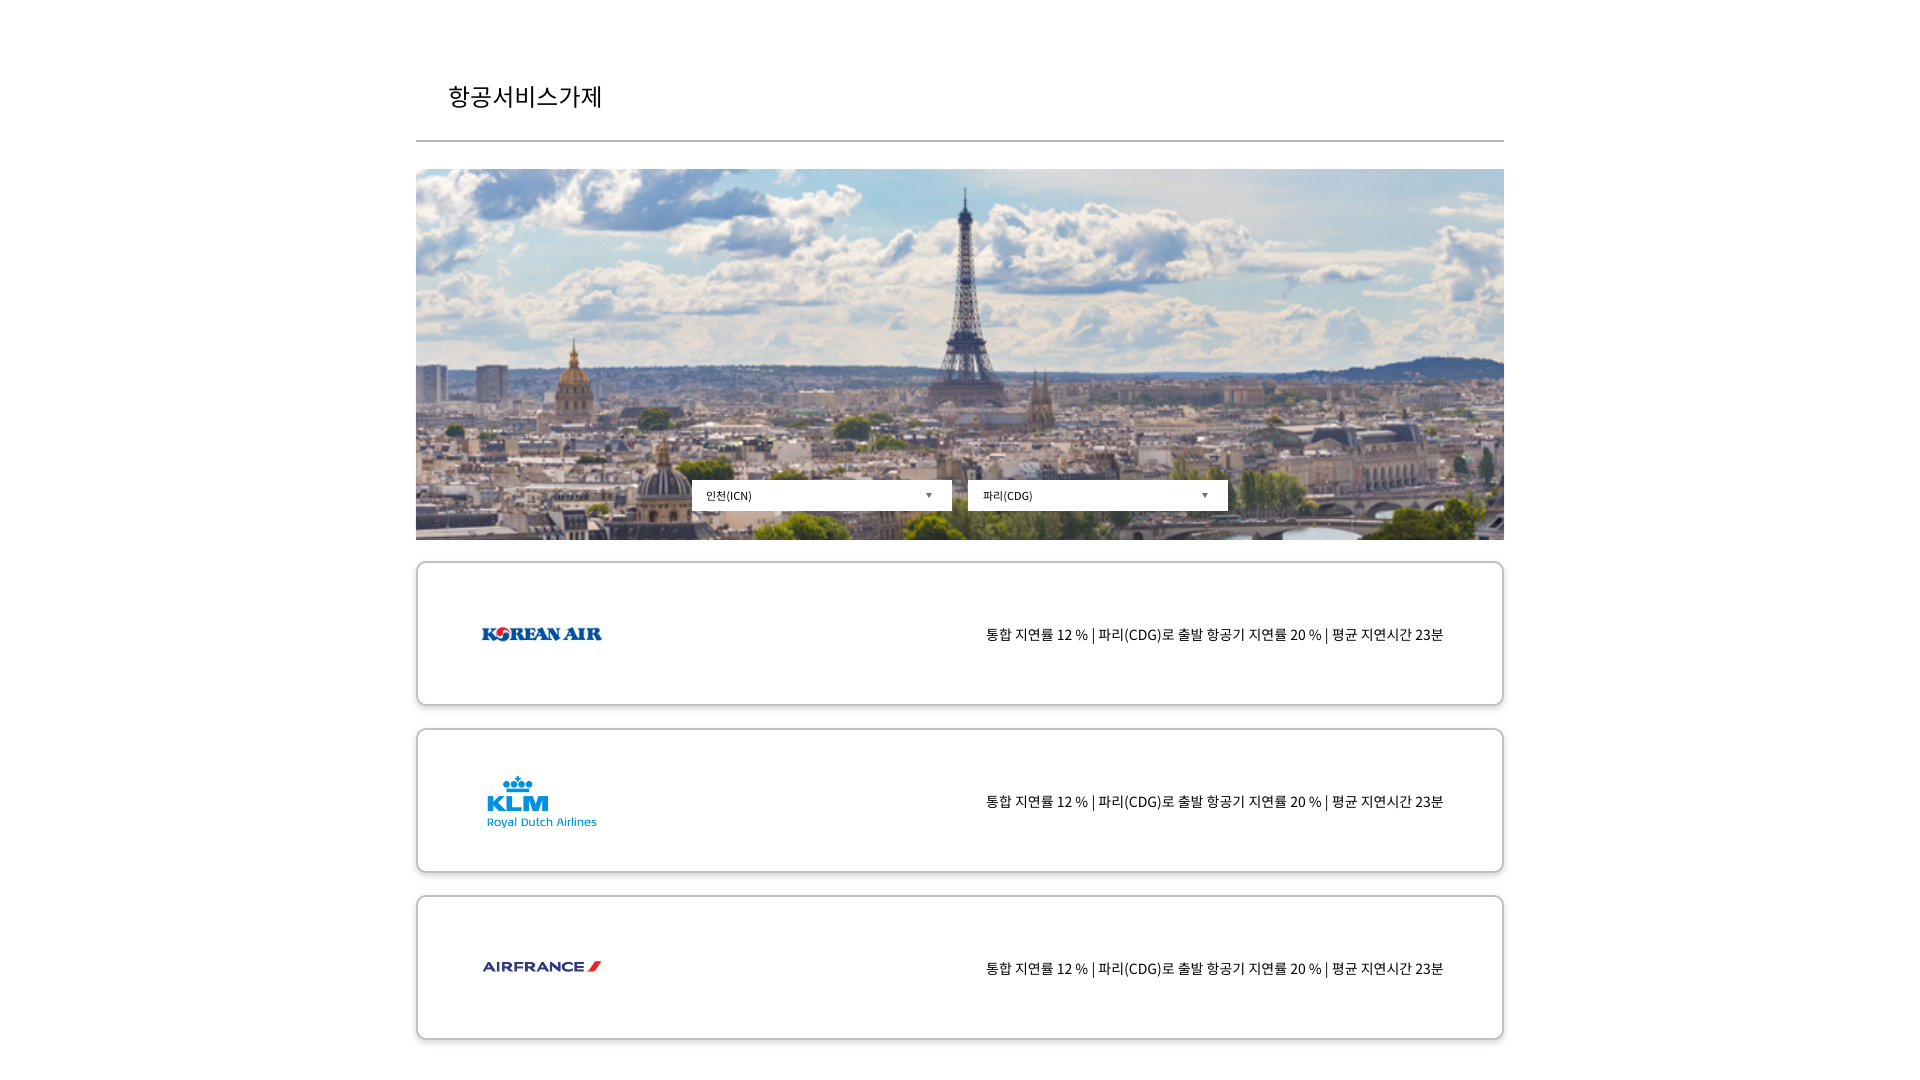 항공서비스가제
인천(ICN)
파리(CDG)
KOREAN AIR
통합 지연률 12 % | 파리(CDG)로 출발 항공기 지연률 20 % | 평균 지연시간 23분
KLM
Royal Dutch Airlines
통합 지연률 12 % | 파리(CDG)로 출발 항공기 지연률 20 % | 평균 지연시간 23분
AIRFRANCE
통합 지연률 12 % | 파리(CDG)로 출발 항공기 지연률 20 % | 평균 지연시간 23분